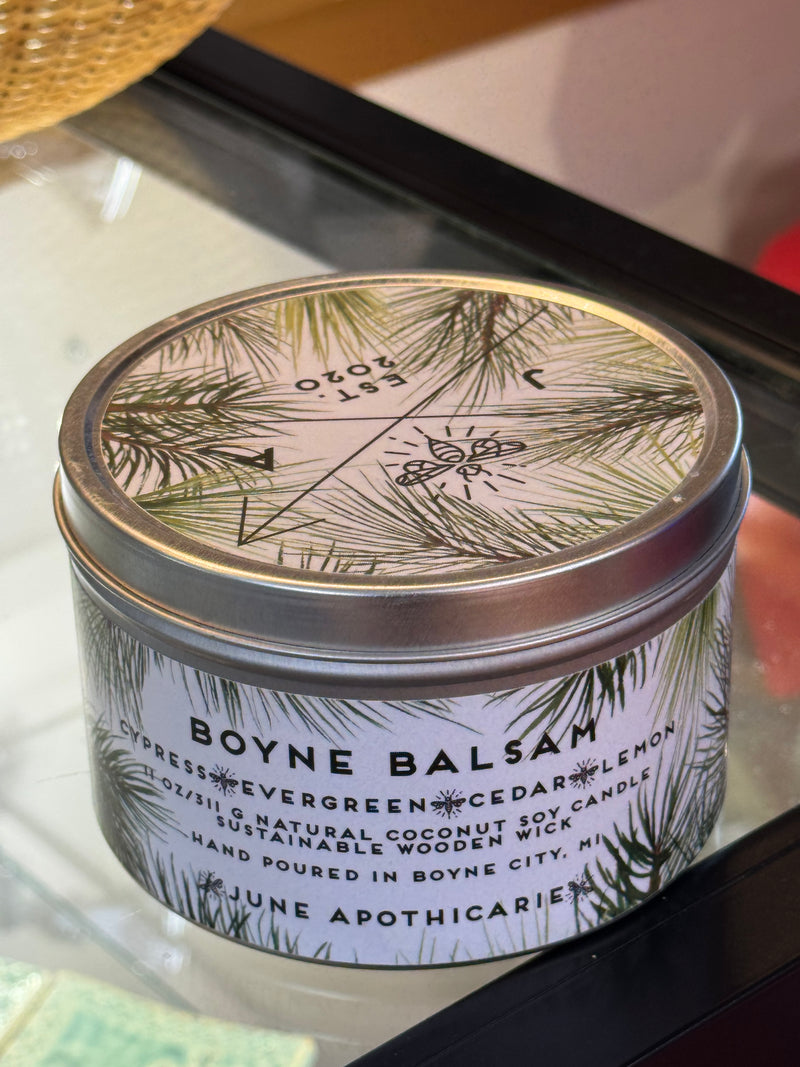 EST:
2020
J
A
BOYNE BALSAM
CYPRESS EVERGREEN CEDAR LEMON
11 OZ/311 G NATURAL COCONUT SOY CANDLE
SUSTAINABLE WOODEN WICK
HAND POURED IN BOYNE CITY, MI
JUNE APOTHICARIE